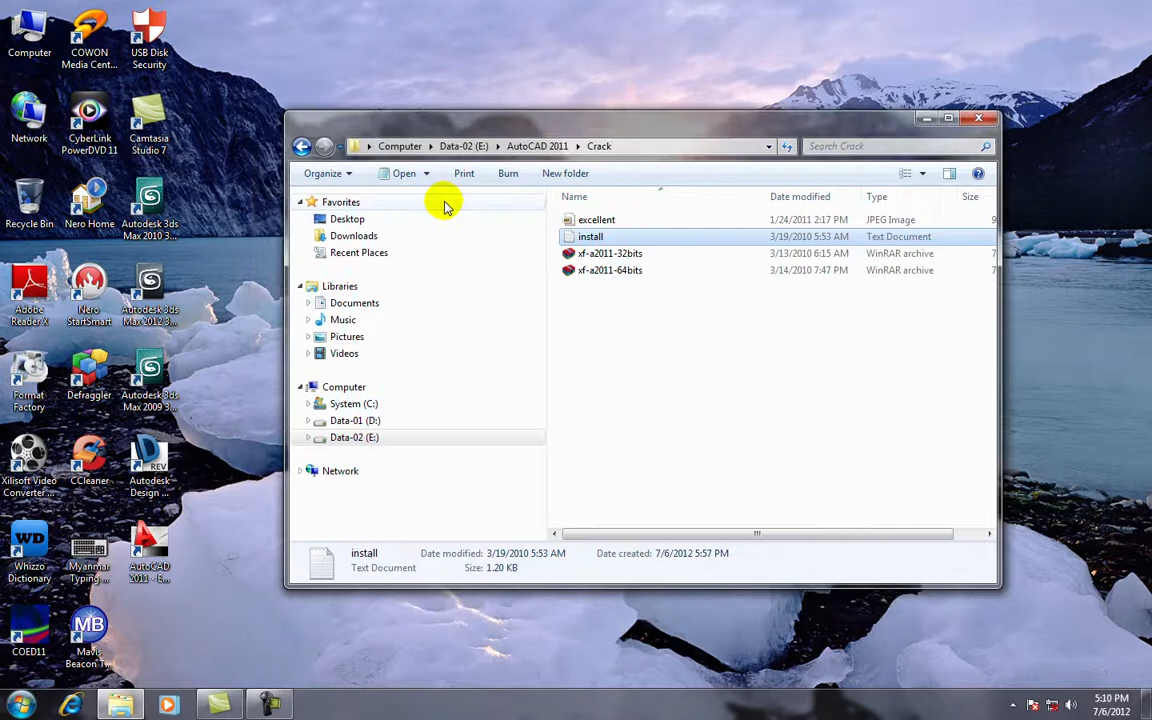 Computer
COWON
Media Cent...
USB Disk
Security
Network
CyberLink
PowerDVD 11
Camtasia
Studio 7
Recycle Bin
Nero Home
Autodesk 3ds
Max 2010 3...
Adobe
Reader X
Nero
StartSmart
Autodesk 3ds
Max 2012 3...
Format
Factory
Defraggler
Autodesk 3ds
Max 2009 3...
Xilisoft Video
Converter ...
CCleaner
REV
Autodesk
Design ...
WD
Whizzo
Dictionary
Myanmar
Typing ...
AutoCAD
2011 - E...
COED11
MB
Mavis
Beacon T...
Computer Data-02 (E:) AutoCAD 2011 Crack
Search Crack
Organize Open Print Burn New folder
Favorites
Desktop
Downloads
Recent Places
Libraries
Documents
Music
Pictures
Videos
Computer
System (C:)
Data-01 (D:)
Data-02 (E:)
Network
Name Date modified Type Size
excellent 1/24/2011 2:17 PM JPEG Image 9
install 3/19/2010 5:53 AM Text Document
xf-a2011-32bits 3/13/2010 6:15 AM WinRAR archive 7
xf-a2011-64bits 3/14/2010 7:47 PM WinRAR archive 7
install Date modified: 3/19/2010 5:53 AM Date created: 7/6/2012 5:57 PM
Text Document Size: 1.20 KB
5:10 PM
7/6/2012